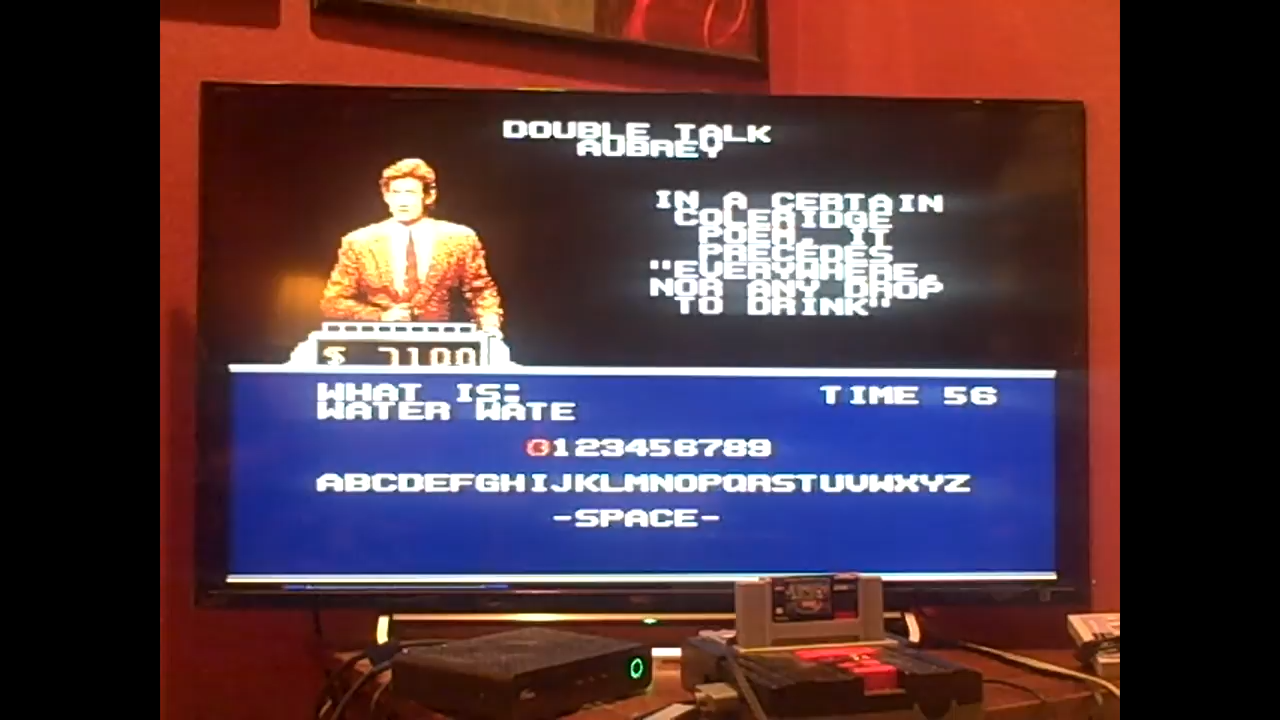 DOUBLE TALK
AUBREY
IN A CERTAIN
COLERIDGE
POEM, IT
PRECEDES
"EVERYWHERE,
NOR ANY DROP
TO DRINK"
$ 7100
WHAT IS:
WATER WATE
TIME 56
0123456789
ABCDEFGHIJKLMNOPQRSTUVWXYZ
-SPACE-